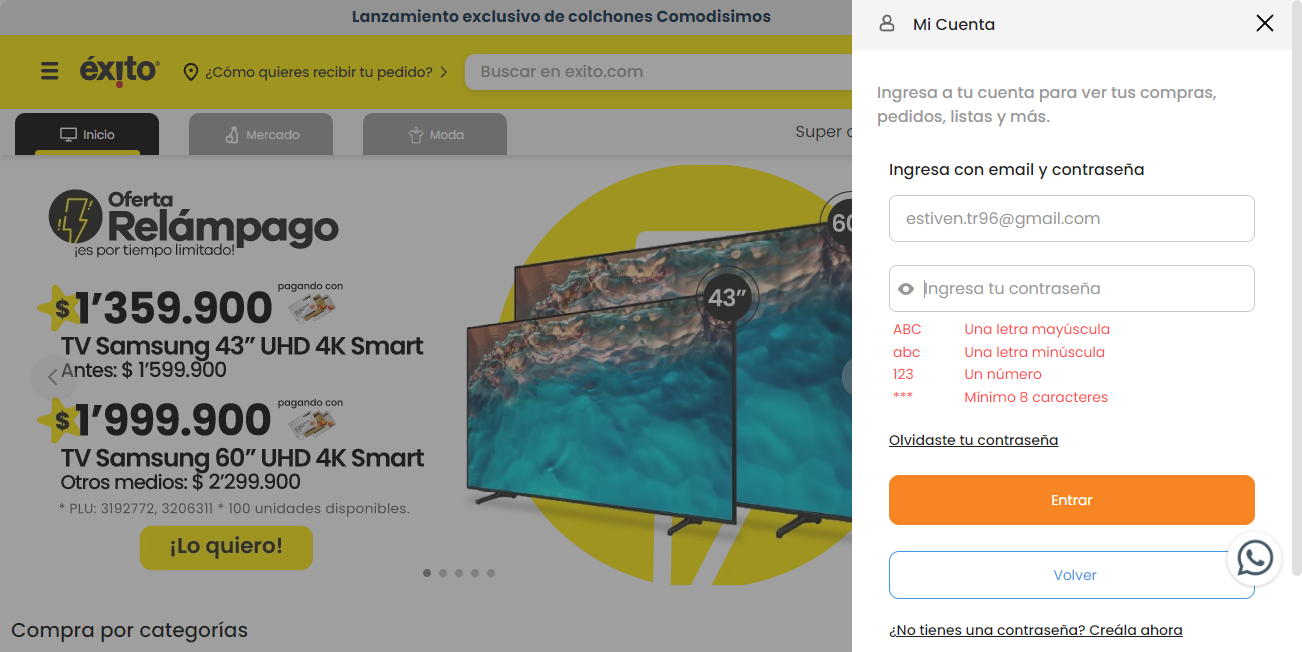 Lanzamiento exclusivo de colchones Comodisimos
éxito
¿Cómo quieres recibir tu pedido?
Buscar en exito.com
Inicio
Mercado
Moda
Super
Oferta
Relámpago
¡es por tiempo limitado!
$1’359.900
pagando con
TV Samsung 43” UHD 4K Smart
Antes: $ 1’599.900
$1’999.900
pagando con
TV Samsung 60” UHD 4K Smart
Otros medios: $ 2’299.900
* PLU: 3192772, 3206311 * 100 unidades disponibles.
¡Lo quiero!
43”
60
Compra por categorías
Mi Cuenta
Ingresa a tu cuenta para ver tus compras,
pedidos, listas y más.
Ingresa con email y contraseña
estiven.tr96@gmail.com
Ingresa tu contraseña
ABC Una letra mayúscula
abc Una letra minúscula
123 Un número
*** Mínimo 8 caracteres
Olvidaste tu contraseña
Entrar
Volver
¿No tienes una contraseña? Creála ahora